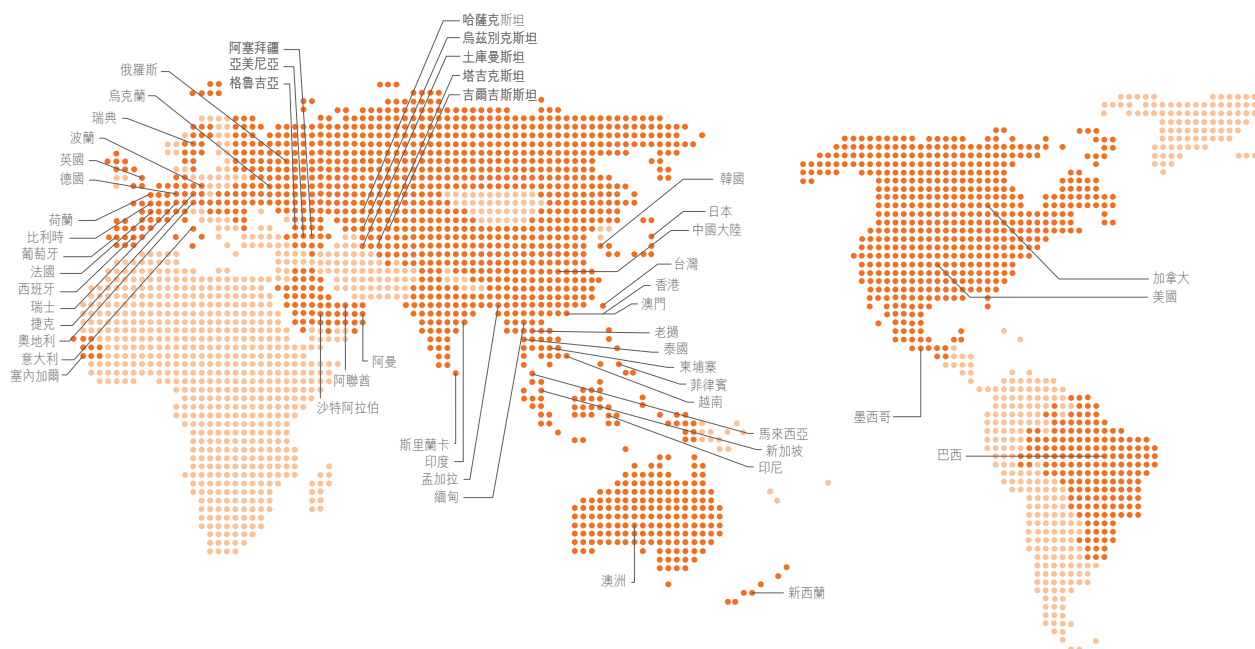 哈薩克斯坦
烏茲別克斯坦
土庫曼斯坦
塔吉克斯坦
吉爾吉斯斯坦
阿塞拜疆
亞美尼亞
格魯吉亞
俄羅斯
烏克蘭
瑞典
波蘭
英國
德國
荷蘭
比利時
葡萄牙
法國
西班牙
瑞士
捷克
奧地利
意大利
塞內加爾
韓國
日本
中國大陸
台灣
香港
澳門
老撾
泰國
柬埔寨
菲律賓
越南
馬來西亞
新加坡
印尼
阿曼
阿聯酋
沙特阿拉伯
斯里蘭卡
印度
孟加拉
緬甸
澳洲
新西蘭
加拿大
美國
墨西哥
巴西